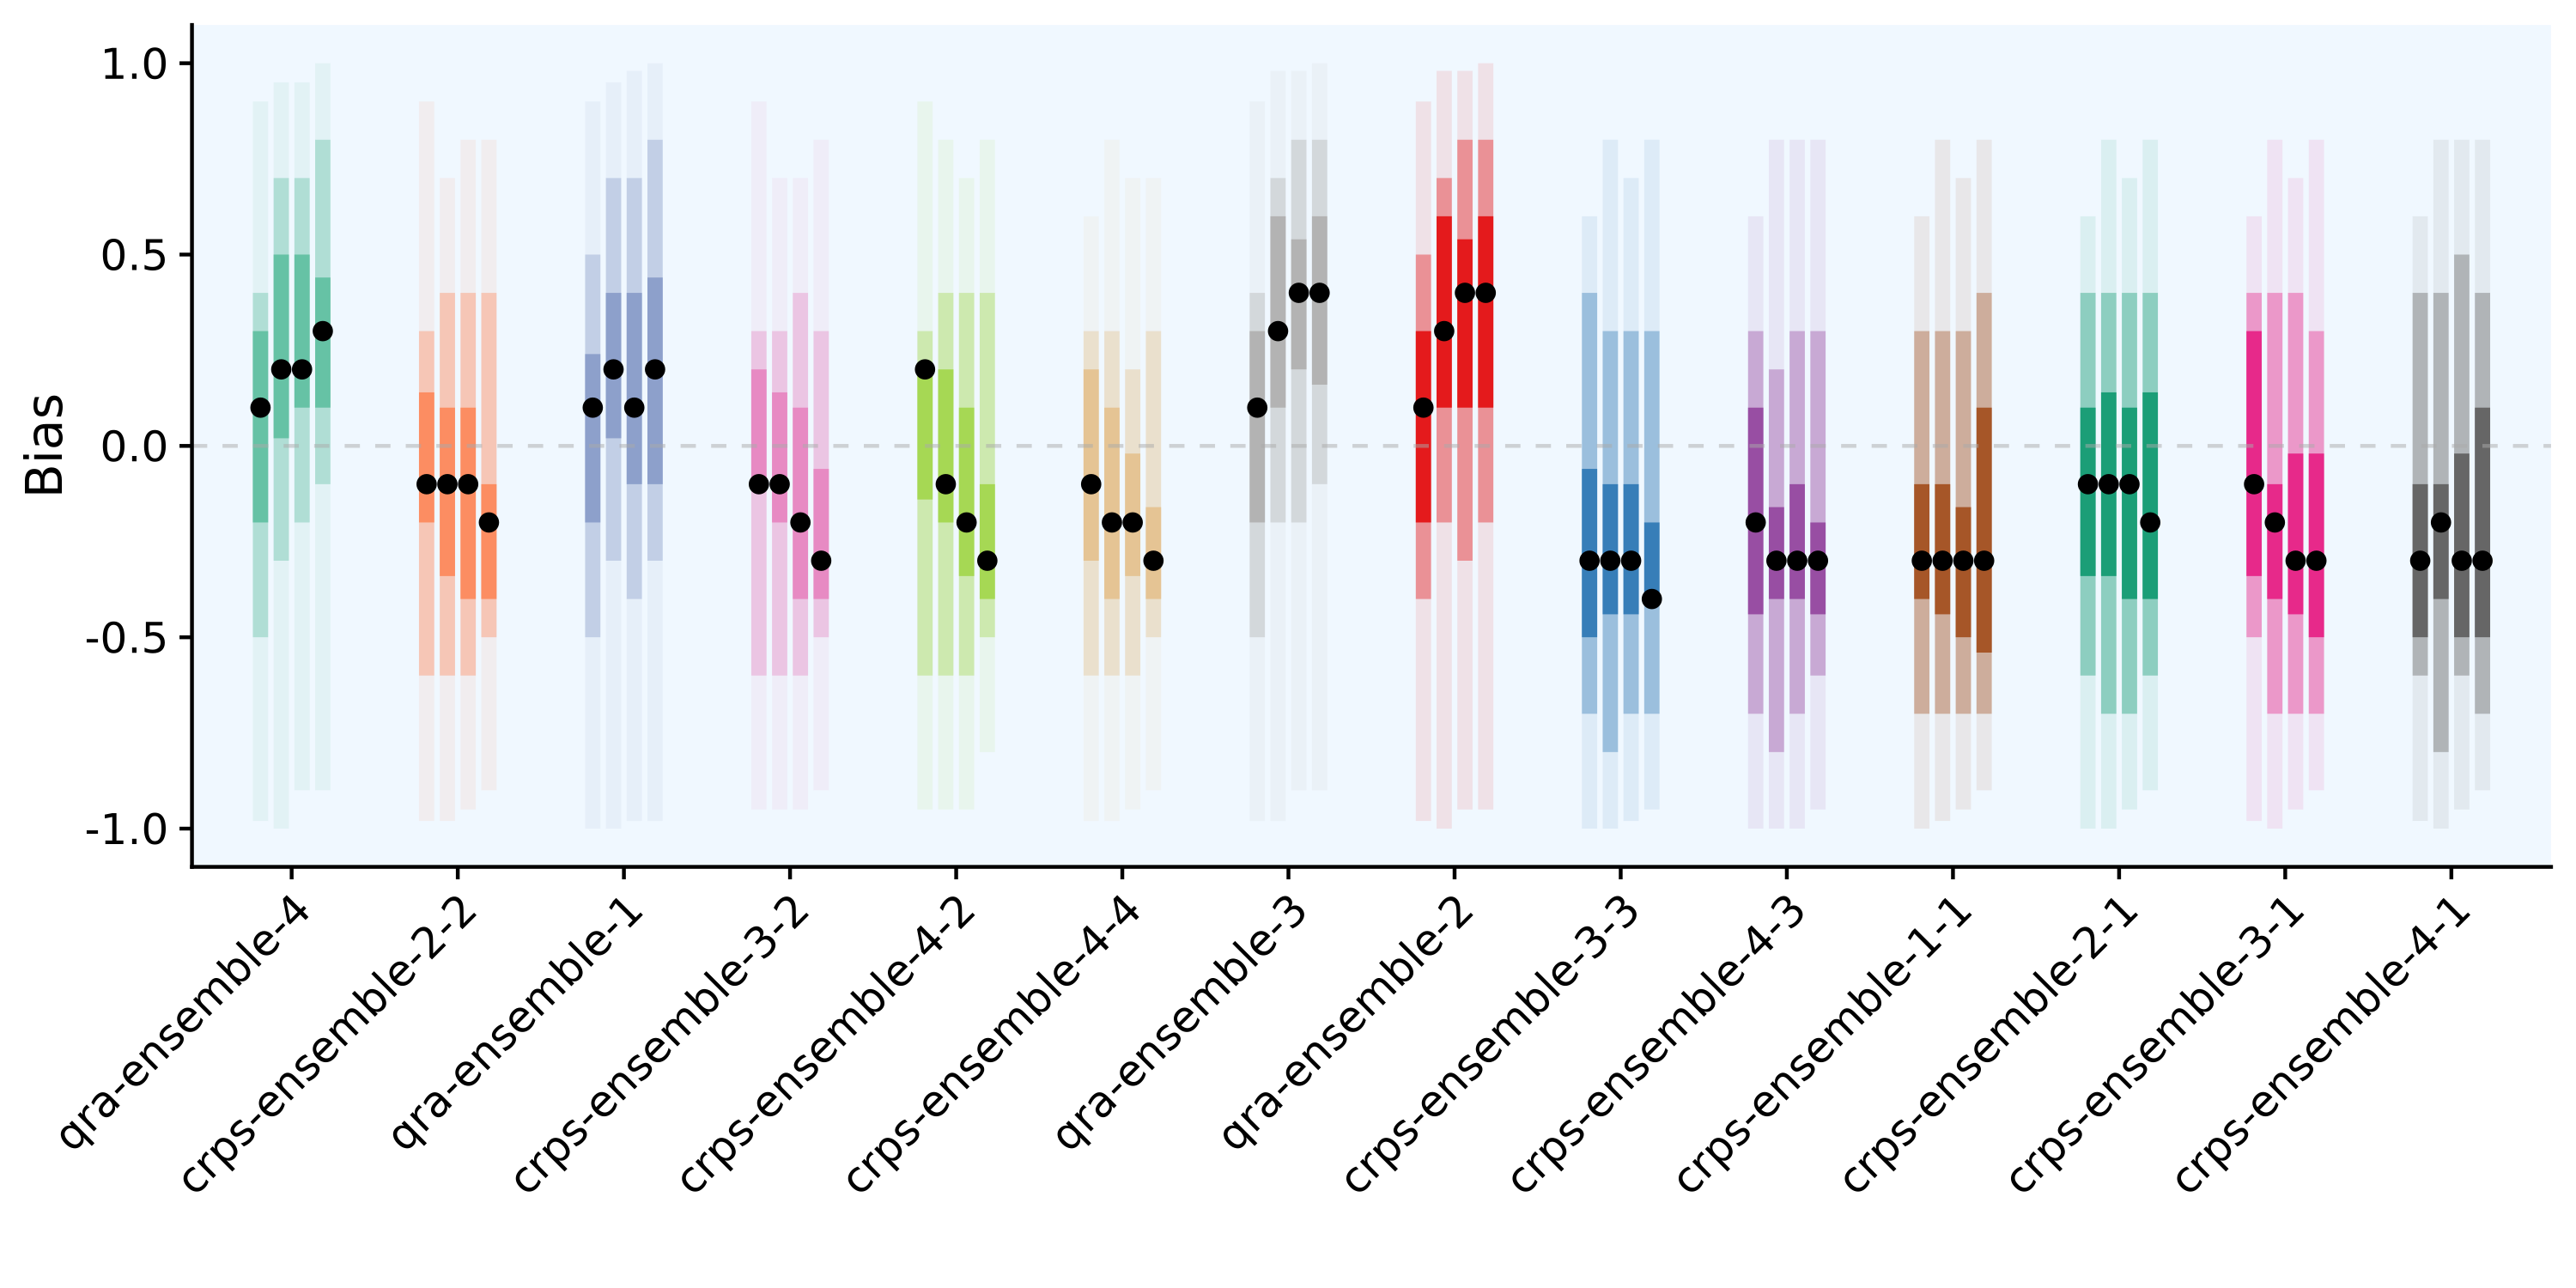 1.0
0.5
0.0
-0.5
-1.0
Bias
qra-ensemble-4
crps-ensemble-2-2
qra-ensemble-1
crps-ensemble-3-2
crps-ensemble-4-2
crps-ensemble-4-4
qra-ensemble-3
qra-ensemble-2
crps-ensemble-3-3
crps-ensemble-4-3
crps-ensemble-1-1
crps-ensemble-2-1
crps-ensemble-3-1
crps-ensemble-4-1